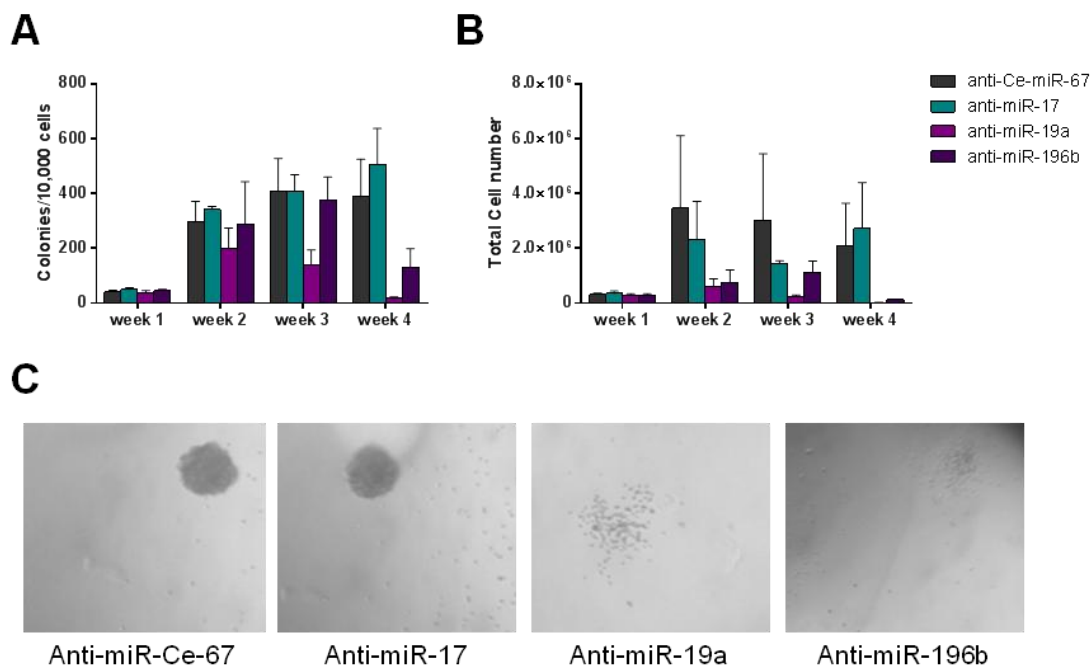 A
B
Colonies/10,000 cells
800
600
400
200
0
week 1
week 2
week 3
week 4
Total Cell number
8.0×10⁶
6.0×10⁶
4.0×10⁶
2.0×10⁶
0
week 1
week 2
week 3
week 4
anti-Ce-miR-67
anti-miR-17
anti-miR-19a
anti-miR-196b
C
Anti-miR-Ce-67
Anti-miR-17
Anti-miR-19a
Anti-miR-196b